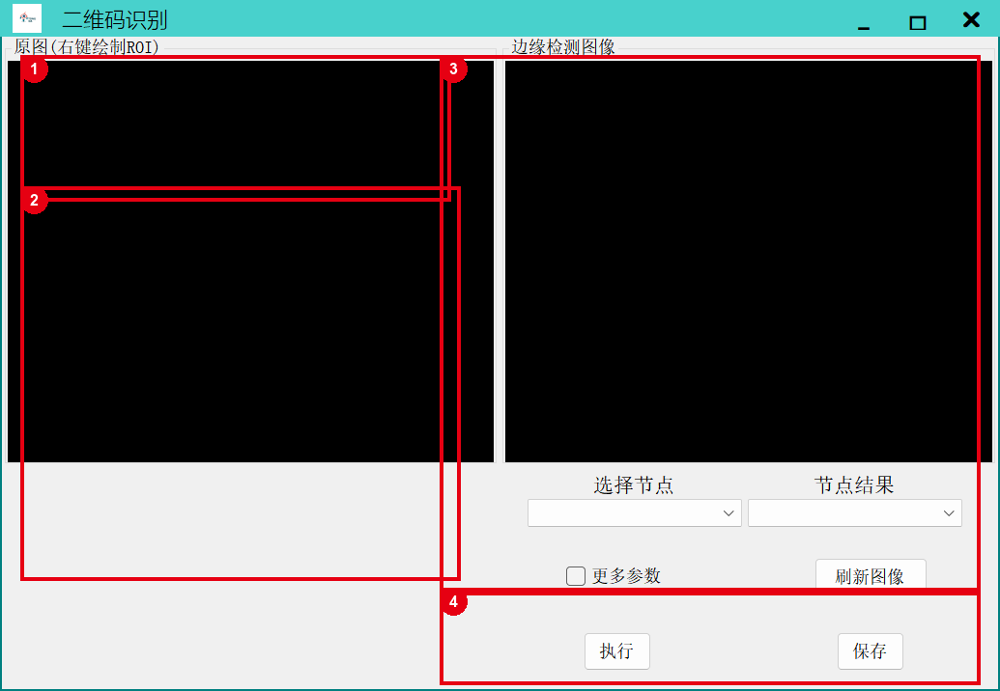 二维码识别
原图(右键绘制ROI)
边缘检测图像
1
3
2
选择节点
节点结果
更多参数
刷新图像
4
执行
保存